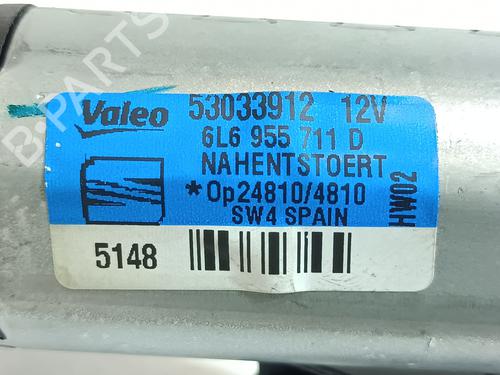 B-PARTS
Valeo 53033912 12V
6L6 955 711 D
NAHENTSTOERT
*Op24810/4810
SW4 SPAIN
HW02
5148